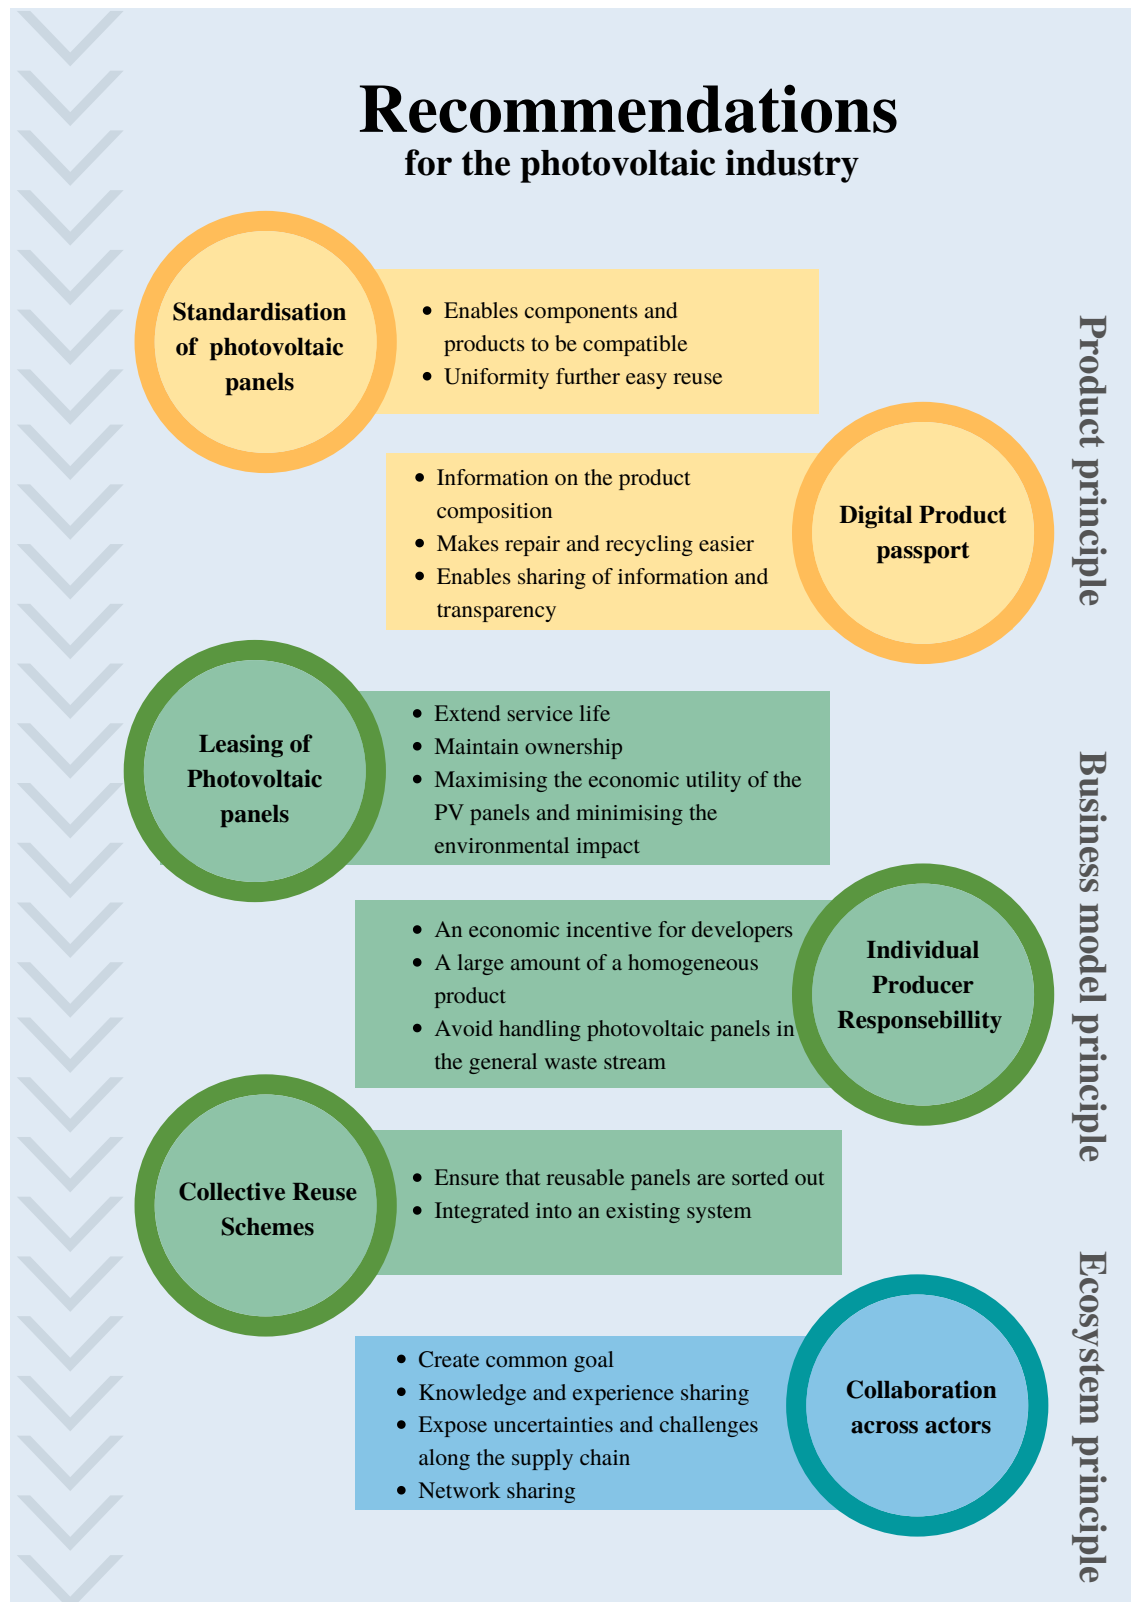 Recommendations
for the photovoltaic industry
Standardisation
of photovoltaic
panels
• Enables components and
products to be compatible
• Uniformity further easy reuse
• Information on the product
composition
• Makes repair and recycling easier
• Enables sharing of information and
transparency
Digital Product
passport
Product principle
Leasing of
Photovoltaic
panels
• Extend service life
• Maintain ownership
• Maximising the economic utility of the
PV panels and minimising the
environmental impact
• An economic incentive for developers
• A large amount of a homogeneous
product
• Avoid handling photovoltaic panels in
the general waste stream
Individual
Producer
Responsebillity
Collective Reuse
Schemes
• Ensure that reusable panels are sorted out
• Integrated into an existing system
Business model principle
• Create common goal
• Knowledge and experience sharing
• Expose uncertainties and challenges
along the supply chain
• Network sharing
Collaboration
across actors
Ecosystem principle